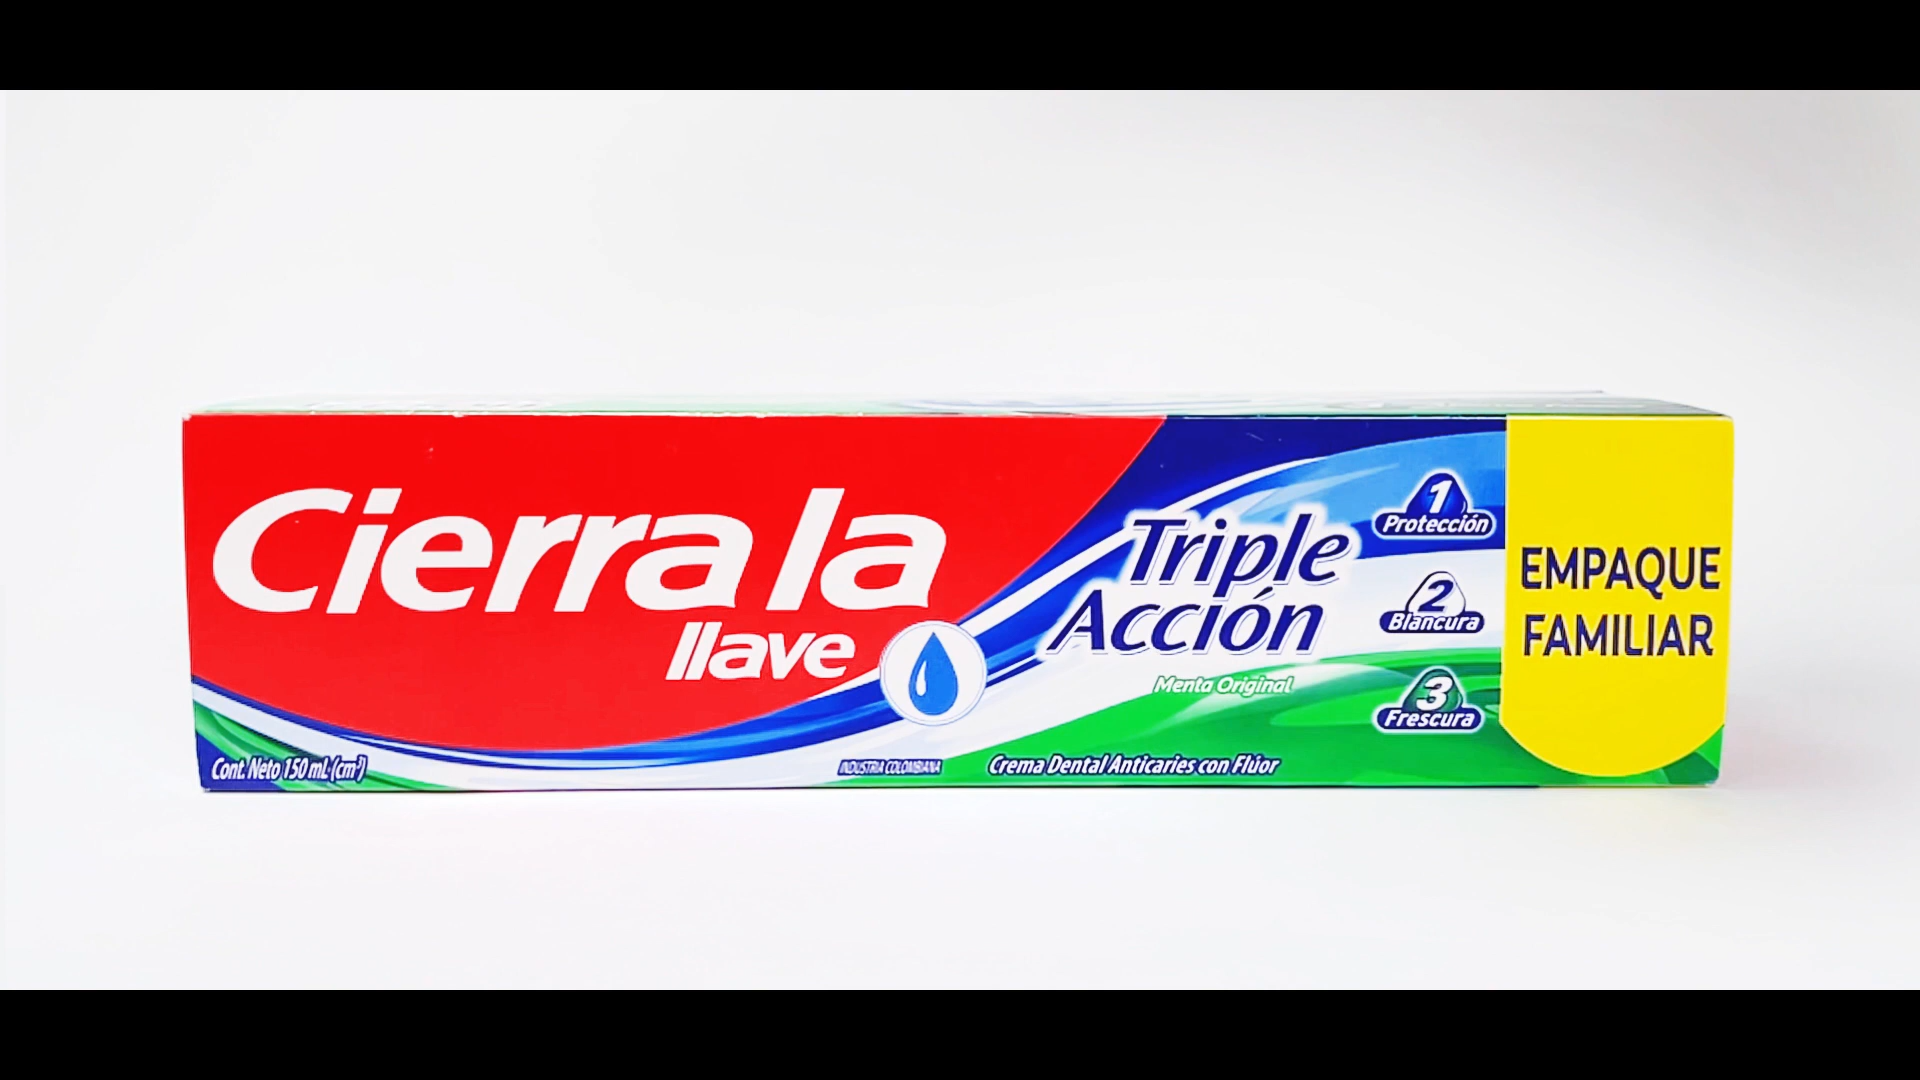 Cierra la
llave
Triple
Acción
Menta Original
1
Protección
2
Blancura
3
Frescura
EMPAQUE
FAMILIAR
Cont. Neto 150 mL (cm³)
INDUSTRIA COLOMBIANA
Crema Dental Anticaries con Flúor